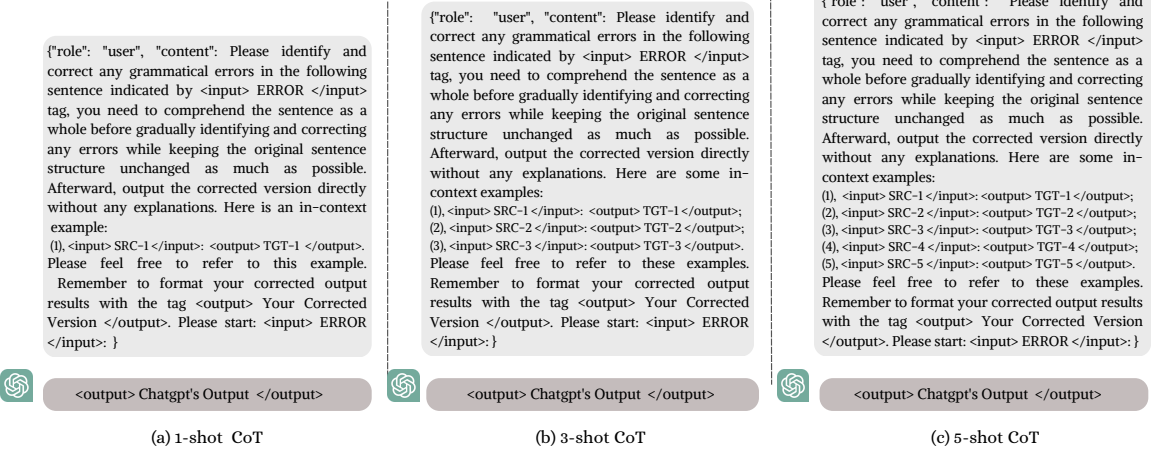 {"role": "user", "content": Please identify and
correct any grammatical errors in the following
sentence indicated by <input> ERROR </input>
tag, you need to comprehend the sentence as a
whole before gradually identifying and correcting
any errors while keeping the original sentence
structure unchanged as much as possible.
Afterward, output the corrected version directly
without any explanations. Here is an in-context
example:
(1), <input> SRC-1 </input>: <output> TGT-1 </output>.
Please feel free to refer to this example.
Remember to format your corrected output
results with the tag <output> Your Corrected
Version </output>. Please start: <input> ERROR
</input>: }
<output> Chatgpt's Output </output>
(a) 1-shot CoT
{"role": "user", "content": Please identify and
correct any grammatical errors in the following
sentence indicated by <input> ERROR </input>
tag, you need to comprehend the sentence as a
whole before gradually identifying and correcting
any errors while keeping the original sentence
structure unchanged as much as possible.
Afterward, output the corrected version directly
without any explanations. Here are some in-
context examples:
(1), <input> SRC-1 </input>: <output> TGT-1 </output>;
(2), <input> SRC-2 </input>: <output> TGT-2 </output>;
(3), <input> SRC-3 </input>: <output> TGT-3 </output>.
Please feel free to refer to these examples.
Remember to format your corrected output
results with the tag <output> Your Corrected
Version </output>. Please start: <input> ERROR
</input>: }
<output> Chatgpt's Output </output>
(b) 3-shot CoT
{"role": "user", "content": Please identify and
correct any grammatical errors in the following
sentence indicated by <input> ERROR </input>
tag, you need to comprehend the sentence as a
whole before gradually identifying and correcting
any errors while keeping the original sentence
structure unchanged as much as possible.
Afterward, output the corrected version directly
without any explanations. Here are some in-
context examples:
(1), <input> SRC-1 </input>: <output> TGT-1 </output>;
(2), <input> SRC-2 </input>: <output> TGT-2 </output>;
(3), <input> SRC-3 </input>: <output> TGT-3 </output>;
(4), <input> SRC-4 </input>: <output> TGT-4 </output>;
(5), <input> SRC-5 </input>: <output> TGT-5 </output>.
Please feel free to refer to these examples.
Remember to format your corrected output results
with the tag <output> Your Corrected Version
</output>. Please start: <input> ERROR </input>: }
<output> Chatgpt's Output </output>
(c) 5-shot CoT